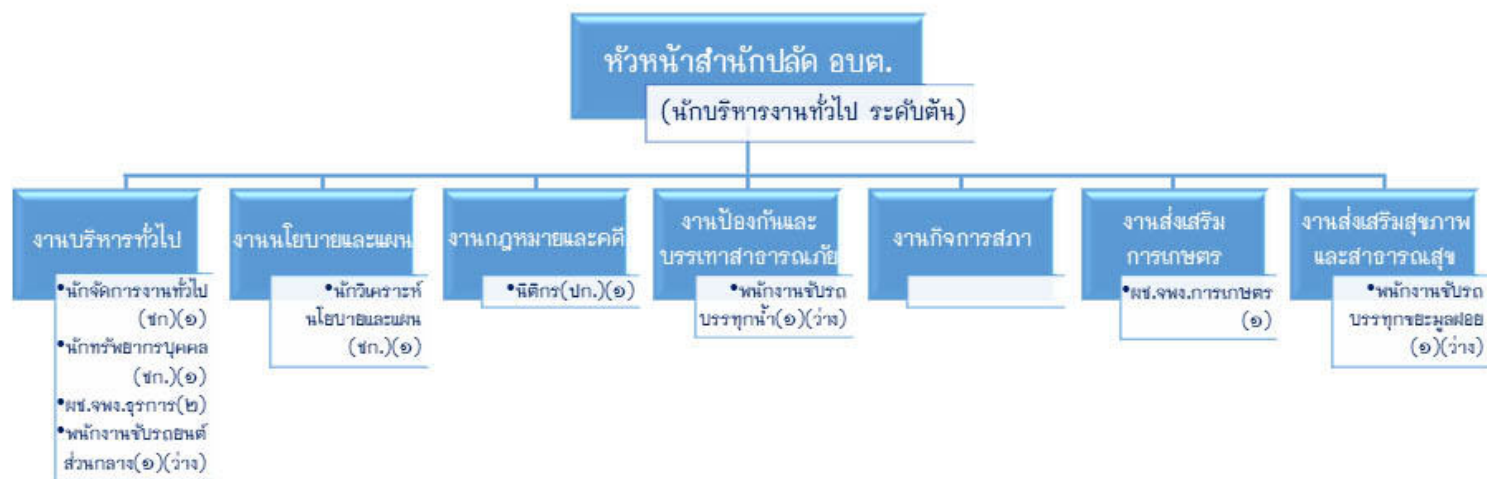 หัวหน้าสำนักปลัด อบต.
(นักบริหารงานทั่วไป ระดับต้น)
งานบริหารทั่วไป
•นักจัดการงานทั่วไป
(ชก)(๑)
•นักทรัพยากรบุคคล
(ชก.)(๑)
•ผช.จพง.ธุรการ(๒)
•พนักงานขับรถยนต์
ส่วนกลาง(๑)(ว่าง)
งานนโยบายและแผน
•นักวิเคราะห์
นโยบายและแผน
(ชก.)(๑)
งานกฎหมายและคดี
•นิติกร(ปก.)(๑)
งานป้องกันและ
บรรเทาสาธารณภัย
•พนักงานขับรถ
บรรทุกน้ำ(๑)(ว่าง)
งานกิจการสภา
งานส่งเสริม
การเกษตร
•ผช.จพง.การเกษตร
(๑)
งานส่งเสริมสุขภาพ
และสาธารณสุข
•พนักงานขับรถ
บรรทุกขยะมูลฝอย
(๑)(ว่าง)